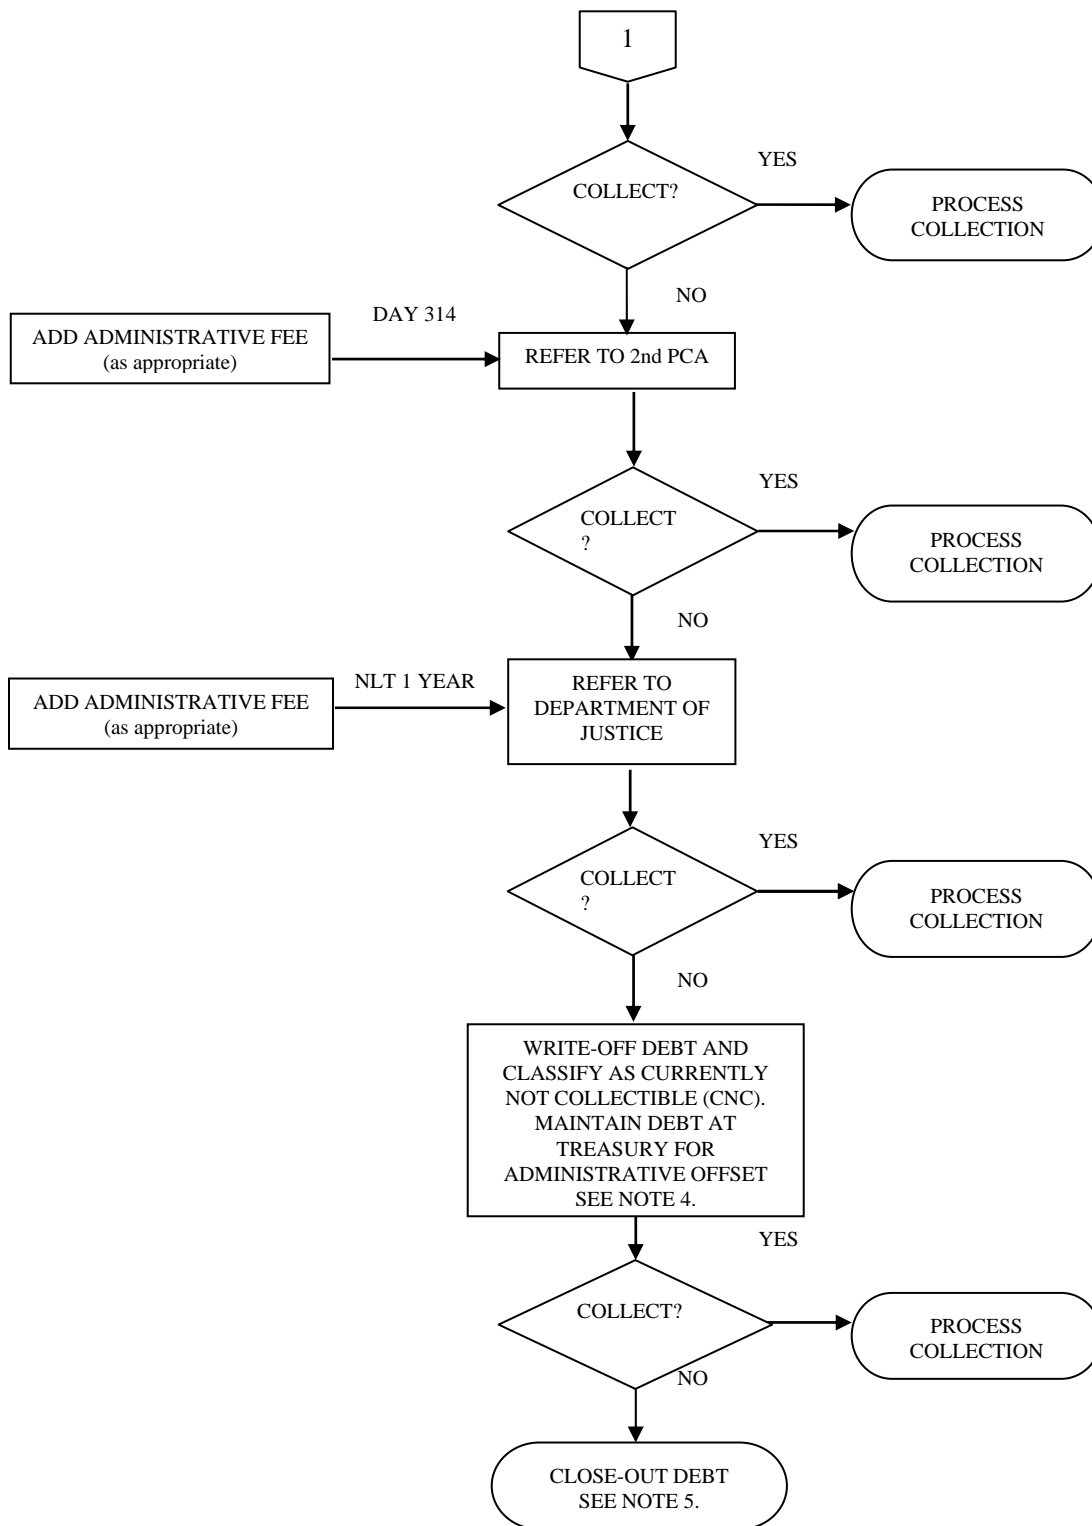 1
YES
COLLECT?
PROCESS
COLLECTION
NO
DAY 314
ADD ADMINISTRATIVE FEE
(as appropriate)
REFER TO 2nd PCA
YES
COLLECT
?
PROCESS
COLLECTION
NO
NLT 1 YEAR
ADD ADMINISTRATIVE FEE
(as appropriate)
REFER TO
DEPARTMENT OF
JUSTICE
YES
COLLECT
?
PROCESS
COLLECTION
NO
WRITE-OFF DEBT AND
CLASSIFY AS CURRENTLY
NOT COLLECTIBLE (CNC).
MAINTAIN DEBT AT
TREASURY FOR
ADMINISTRATIVE OFFSET
SEE NOTE 4.
YES
COLLECT?
PROCESS
COLLECTION
NO
CLOSE-OUT DEBT
SEE NOTE 5.